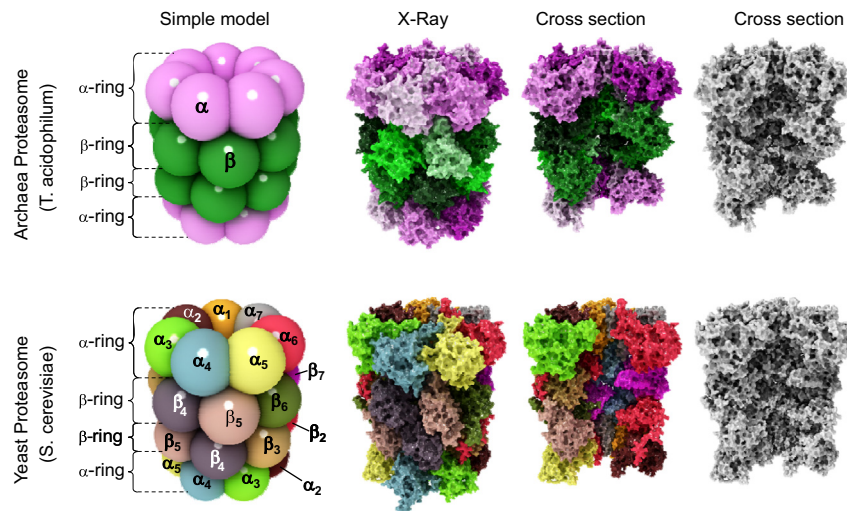 Simple model
X-Ray
Cross section
Cross section
Archaea Proteasome
(T. acidophilum)
α-ring
β-ring
β-ring
α-ring
α
β
Yeast Proteasome
(S. cerevisiae)
α-ring
β-ring
β-ring
α-ring
α2
α1
α7
α3
α6
α4
α5
β7
β4
β5
β6
β2
β5
β4
β3
α5
α4
α3
α2